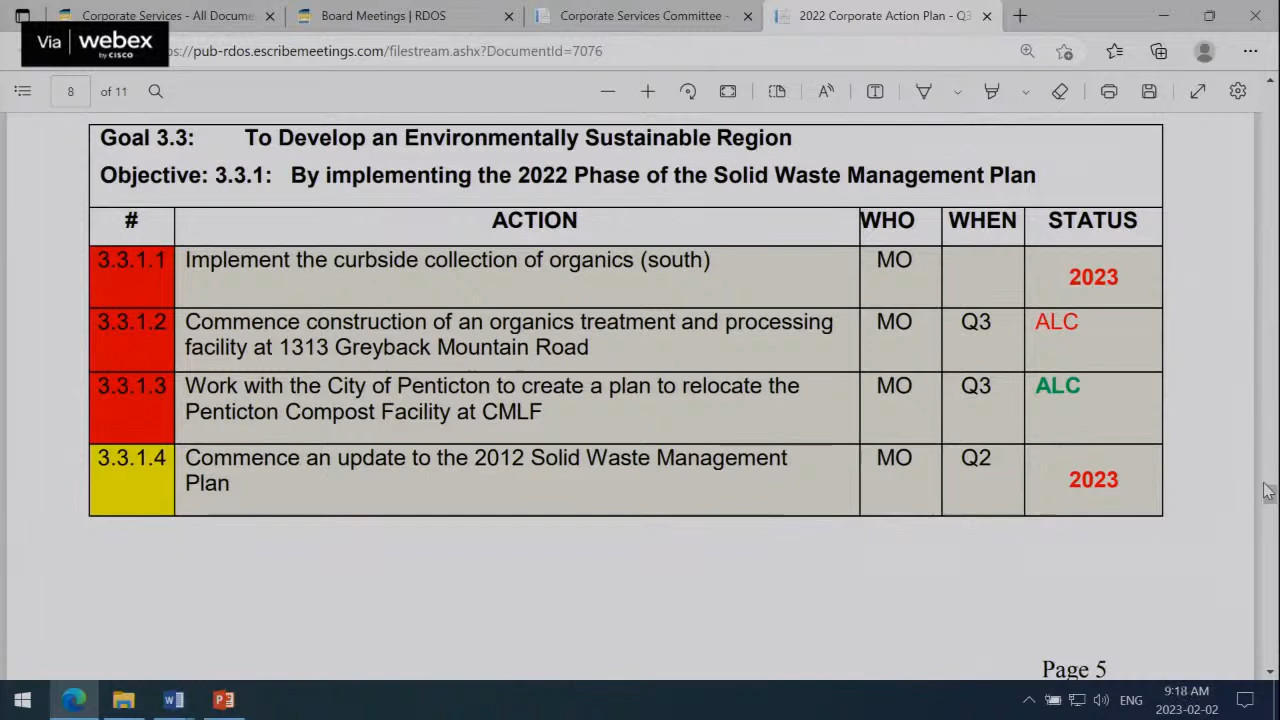 Corporate Services - All Docume
Board Meetings | RDOS
Corporate Services Committee -
2022 Corporate Action Plan - Q3
Via webex
by CISCO
s://pub-rdos.escribemeetings.com/filestream.ashx?DocumentId=7076
8 of 11
Goal 3.3: To Develop an Environmentally Sustainable Region
Objective: 3.3.1: By implementing the 2022 Phase of the Solid Waste Management Plan
# ACTION WHO WHEN STATUS
3.3.1.1 Implement the curbside collection of organics (south) MO
2023
3.3.1.2 Commence construction of an organics treatment and processing MO Q3 ALC
facility at 1313 Greyback Mountain Road
3.3.1.3 Work with the City of Penticton to create a plan to relocate the MO Q3 ALC
Penticton Compost Facility at CMLF
3.3.1.4 Commence an update to the 2012 Solid Waste Management MO Q2
Plan
2023
Page 5
ENG
9:18 AM
2023-02-02